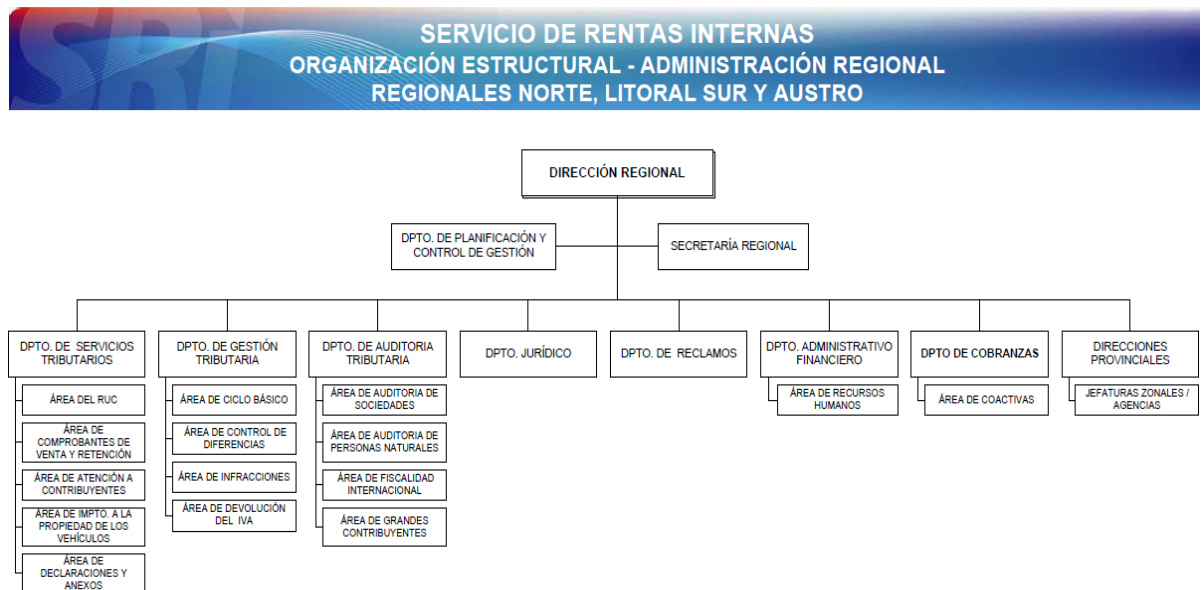 SRi
SERVICIO DE RENTAS INTERNAS
ORGANIZACIÓN ESTRUCTURAL - ADMINISTRACIÓN REGIONAL
REGIONALES NORTE, LITORAL SUR Y AUSTRO
DIRECCIÓN REGIONAL
DPTO. DE PLANIFICACIÓN Y
CONTROL DE GESTIÓN
SECRETARÍA REGIONAL
DPTO. DE SERVICIOS
TRIBUTARIOS
ÁREA DEL RUC
ÁREA DE
COMPROBANTES DE
VENTA Y RETENCIÓN
ÁREA DE ATENCIÓN A
CONTRIBUYENTES
ÁREA DE IMPTO. A LA
PROPIEDAD DE LOS
VEHÍCULOS
ÁREA DE
DECLARACIONES Y
ANEXOS
DPTO. DE GESTIÓN
TRIBUTARIA
ÁREA DE CICLO BÁSICO
ÁREA DE CONTROL DE
DIFERENCIAS
ÁREA DE INFRACCIONES
ÁREA DE DEVOLUCIÓN
DEL IVA
DPTO. DE AUDITORIA
TRIBUTARIA
ÁREA DE AUDITORIA DE
SOCIEDADES
ÁREA DE AUDITORIA DE
PERSONAS NATURALES
ÁREA DE FISCALIDAD
INTERNACIONAL
ÁREA DE GRANDES
CONTRIBUYENTES
DPTO. JURÍDICO
DPTO. DE RECLAMOS
DPTO. ADMINISTRATIVO
FINANCIERO
ÁREA DE RECURSOS
HUMANOS
DPTO DE COBRANZAS
ÁREA DE COACTIVAS
DIRECCIONES
PROVINCIALES
JEFATURAS ZONALES /
AGENCIAS